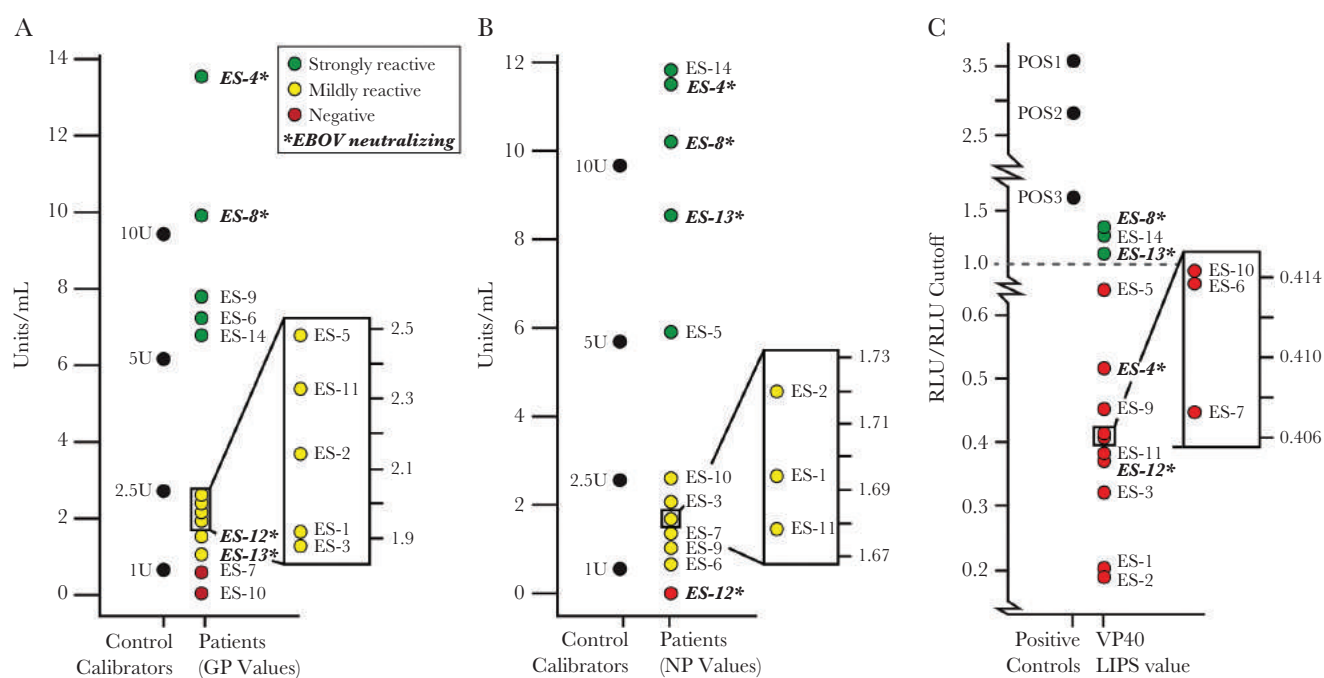 A
Units/mL
14
12
10
8
6
4
2
0
Strongly reactive
Mildly reactive
Negative
*EBOV neutralizing
10U
5U
2.5U
1U
ES-4*
ES-8*
ES-9
ES-6
ES-14
ES-12*
ES-13*
ES-7
ES-10
ES-5
ES-11
ES-2
ES-1
ES-3
2.5
2.3
2.1
1.9
Control
Calibrators
Patients
(GP Values)
B
Units/mL
12
10
8
6
4
2
0
10U
5U
2.5U
1U
ES-14
ES-4*
ES-8*
ES-13*
ES-5
ES-10
ES-3
ES-7
ES-9
ES-6
ES-12*
ES-2
ES-1
ES-11
1.73
1.71
1.69
1.67
Control
Calibrators
Patients
(NP Values)
C
RLU/RLU Cuttoff
3.5
2.5
1.5
1.0
0.6
0.5
0.4
0.3
0.2
POS1
POS2
POS3
ES-8*
ES-14
ES-13*
ES-5
ES-4*
ES-9
ES-11
ES-12*
ES-3
ES-1
ES-2
ES-10
ES-6
ES-7
0.414
0.410
0.406
Positive
Controls
VP40
LIPS value